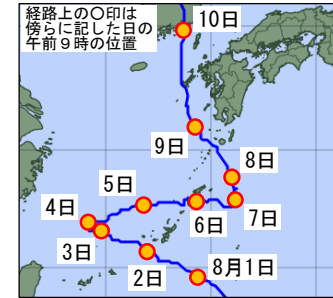 経路上の○印は
傍らに記した日の
午前９時の位置
10日
9日
8日
7日
6日
5日
4日
3日
2日
8月1日